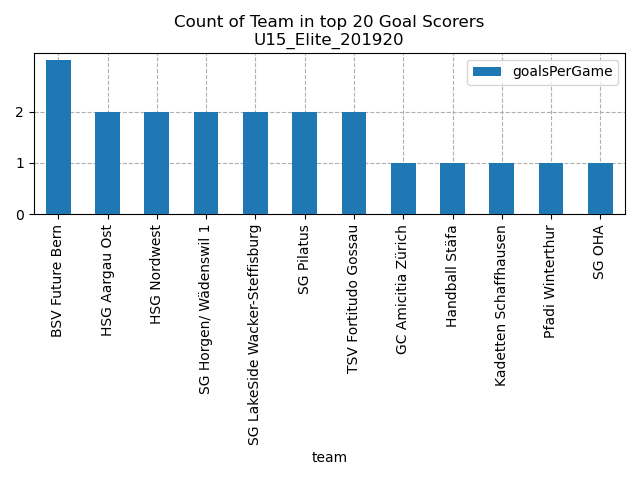 Count of Team in top 20 Goal Scorers
U15_Elite_201920
goalsPerGame
2
1
0
BSV Future Bern
HSG Aargau Ost
HSG Nordwest
SG Horgen/ Wädenswil 1
SG LakeSide Wacker-Steffisburg
SG Pilatus
TSV Fortitudo Gossau
GC Amicitia Zürich
Handball Stäfa
Kadetten Schaffhausen
Pfadi Winterthur
SG OHA
team